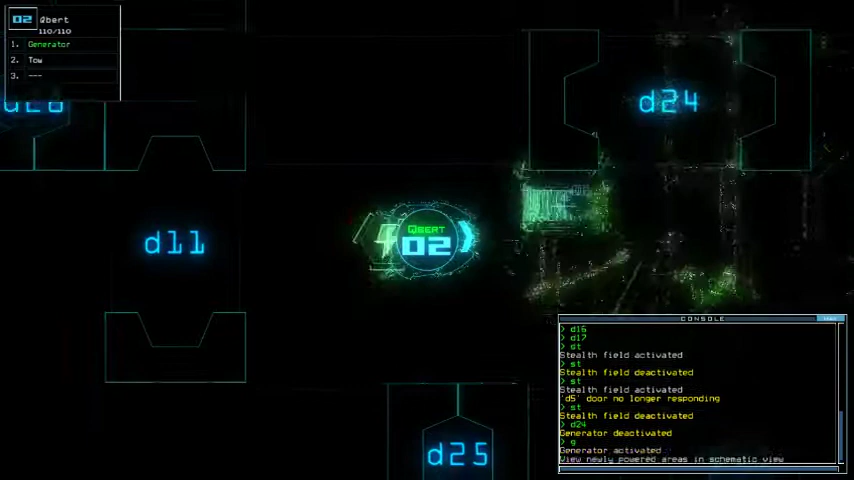 02 Qbert
110/110
1. Generator
2. Tow
3. ---
d26
d24
d11
QBERT
02
d25
CONSOLE
> d16
> d17
> dt
Stealth field activated
> st
Stealth field deactivated
> st
Stealth field activated
'd5' door no longer responding
> st
Stealth field deactivated
> d24
Generator deactivated
> g
Generator activated
View newly powered areas in schematic view